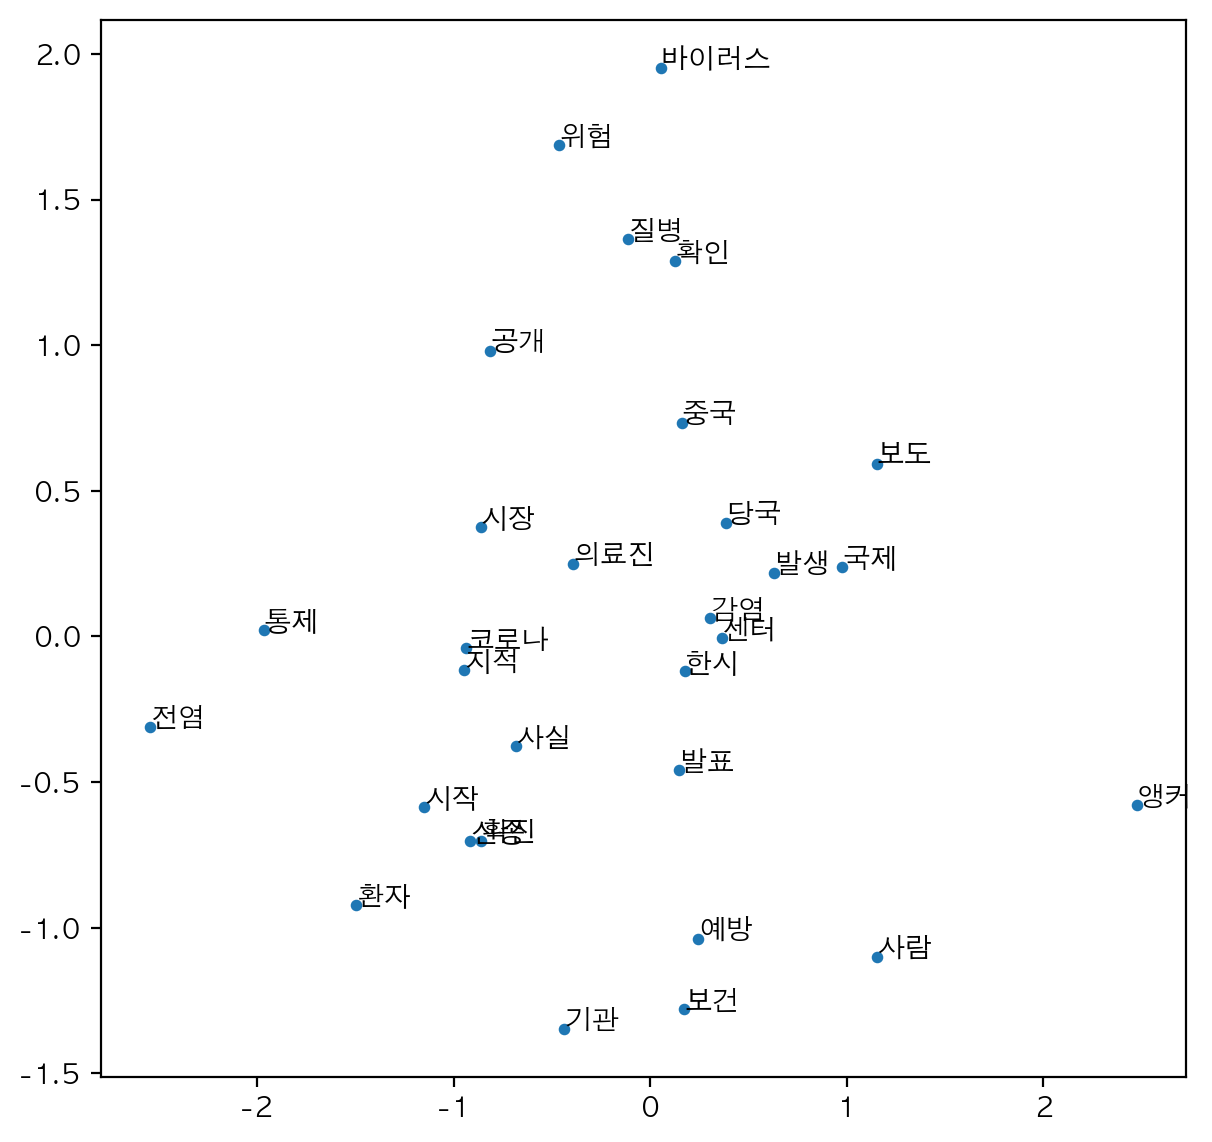 2.0
바이러스
위험
1.5
질병
확인
1.0
공개
중국
보도
0.5
시장
당국
의료진
발생
국제
감염
0.0
통제
코로나
센터
지적
한시
전염
사실
발표
-0.5
시작
앵커
환자
-1.0
예방
사람
보건
기관
-1.5
-2
-1
0
1
2